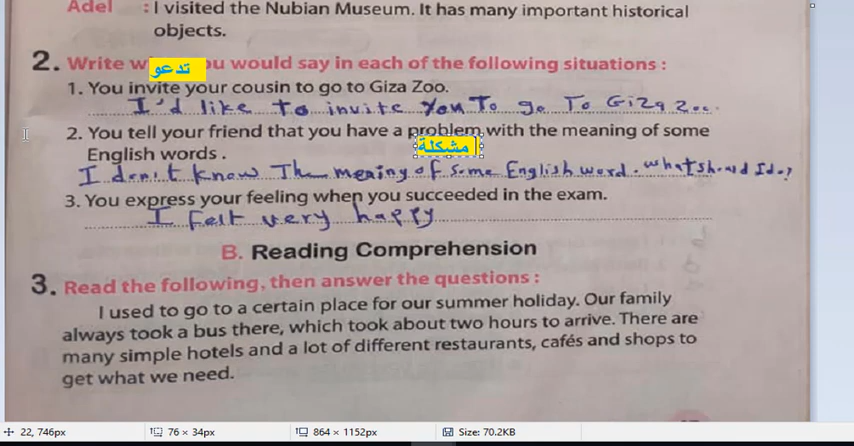 Adel : I visited the Nubian Museum. It has many important historical
objects.
2. Write w تدعو ou would say in each of the following situations :
1. You invite your cousin to go to Giza Zoo.
I'd like to invite You To go To Giza Zoo.
2. You tell your friend that you have a problem with the meaning of some
مشكلة
English words .
I don't know The meaning of some English word. what should I do?
3. You express your feeling when you succeeded in the exam.
I felt very happy
B. Reading Comprehension
3. Read the following, then answer the questions :
I used to go to a certain place for our summer holiday. Our family
always took a bus there, which took about two hours to arrive. There are
many simple hotels and a lot of different restaurants, cafés and shops to
get what we need.
22, 746px 76 × 34px 864 × 1152px Size: 70.2KB